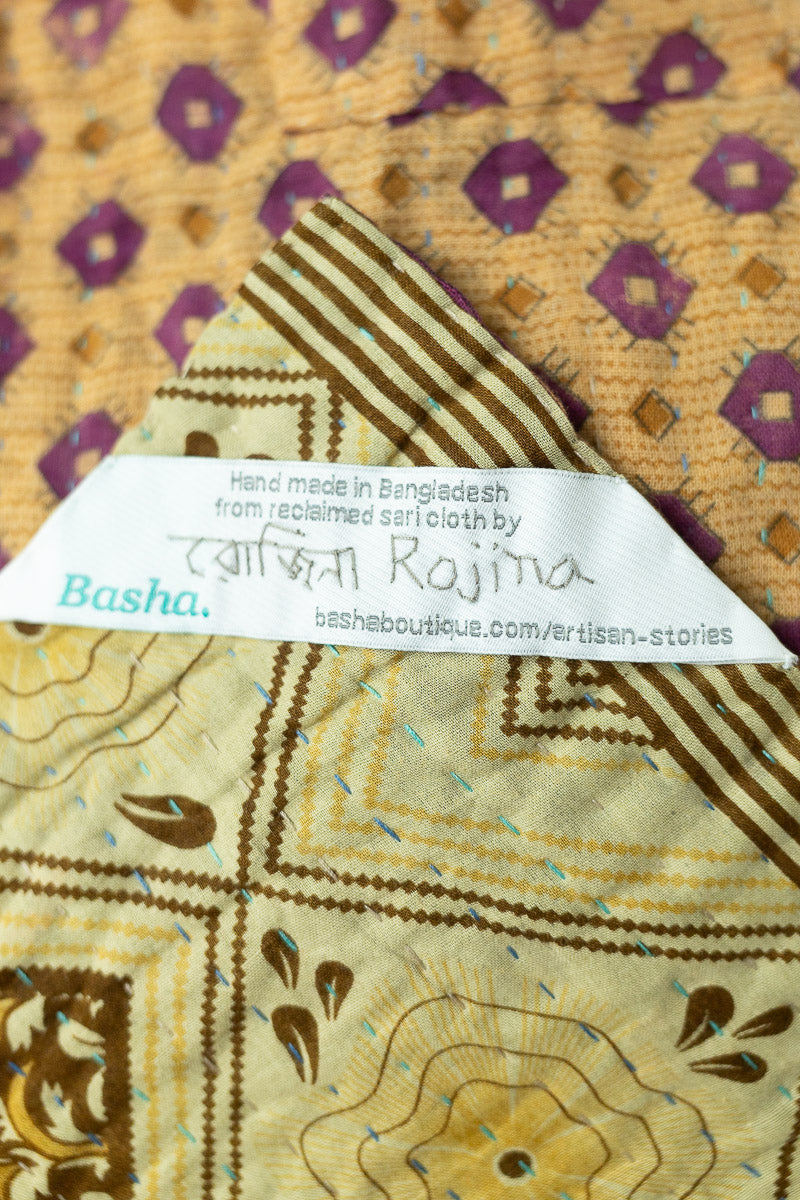 Hand made in Bangladesh
from reclaimed sari cloth by
রোজিনা Rojina
Basha.
bashaboutique.com/artisan-stories